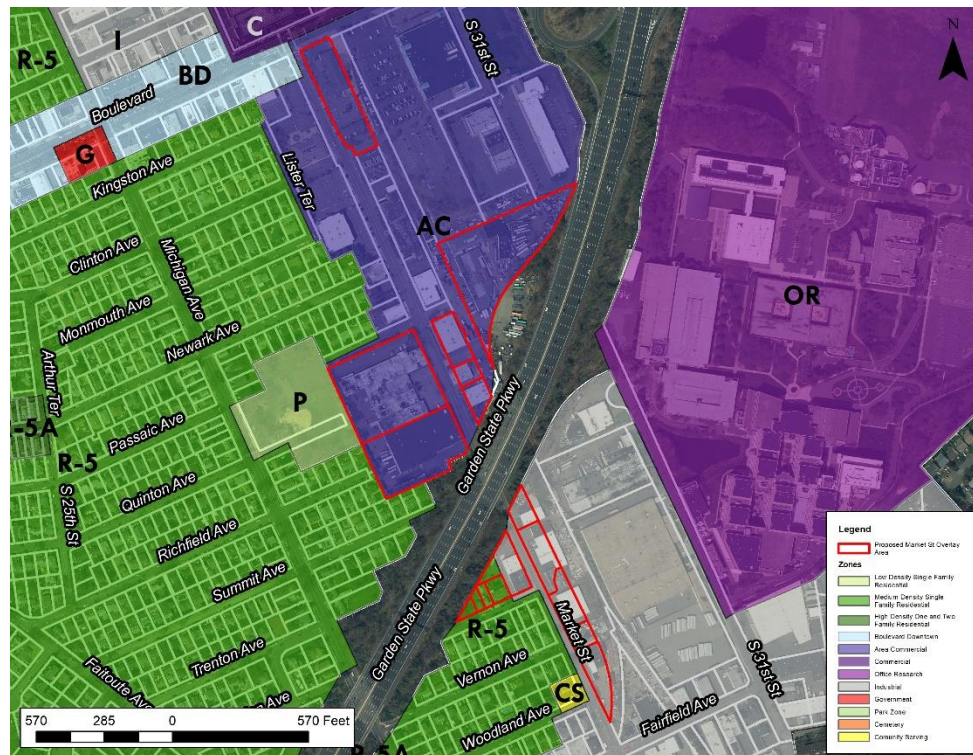 C
I
R-5
BD
Boulevard
G
Kingston Ave
S 31st St
N
Lister Ter
Clinton Ave
Michigan Ave
AC
Monmouth Ave
Newark Ave
OR
Arthur Ter
P
-5A
Passaic Ave
R-5
Garden State Pkwy
Quinton Ave
S 25th St
Richfield Ave
Summit Ave
Garden State Pkwy
R-5
Market St
S 31st St
Trenton Ave
Vernon Ave
Faitoute Ave
CS
Fairfield Ave
Woodland Ave
R-5A
570 285 0 570 Feet
Legend
Proposed Market St Overlay
Area
Zones
Low Density Single Family
Residential
Medium Density Single
Family Residential
High Density One and Two
Family Residential
Boulevard Downtown
Area Commercial
Commercial
Office Research
Industrial
Government
Park Zone
Cemetery
Comunity Serving